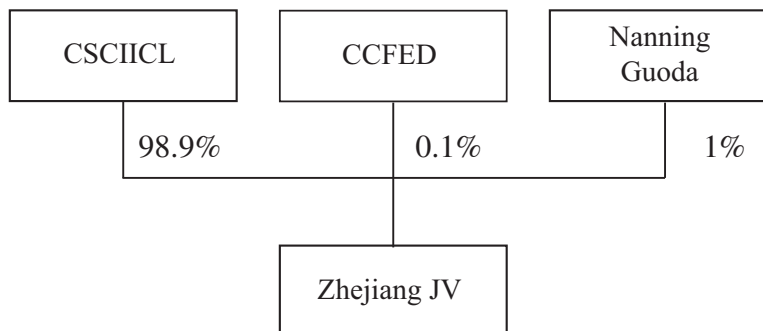 CSCIICL
CCFED
Nanning
Guoda
98.9%
0.1%
1%
Zhejiang JV